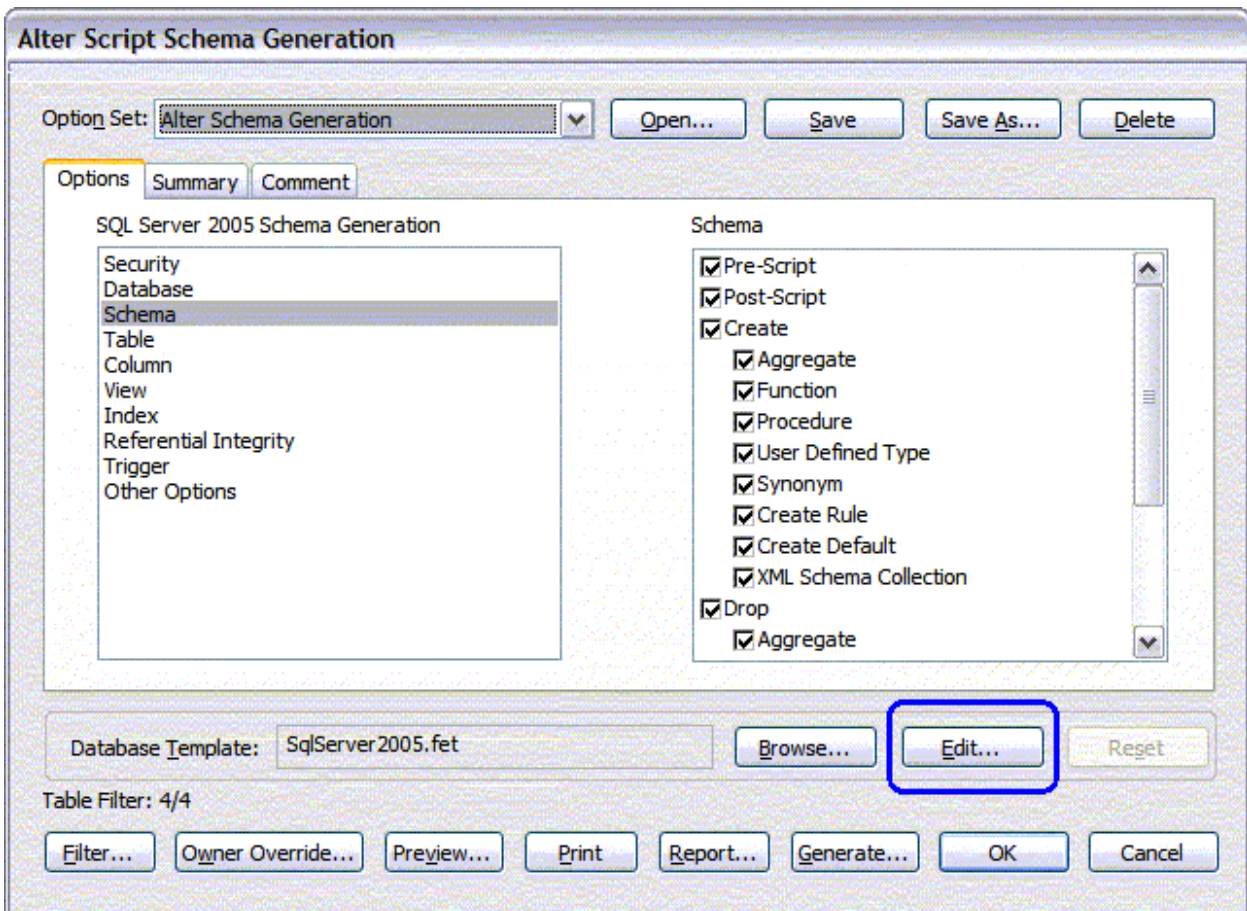 Alter Script Schema Generation
Option Set: Alter Schema Generation Open... Save Save As... Delete
Options Summary Comment
SQL Server 2005 Schema Generation Schema
Security
Database
Schema
Table
Column
View
Index
Referential Integrity
Trigger
Other Options
Pre-Script
Post-Script
Create
Aggregate
Function
Procedure
User Defined Type
Synonym
Create Rule
Create Default
XML Schema Collection
Drop
Aggregate
Database Template: SqlServer2005.fet Browse... Edit... Reset
Table Filter: 4/4
Filter... Owner Override... Preview... Print Report... Generate... OK Cancel